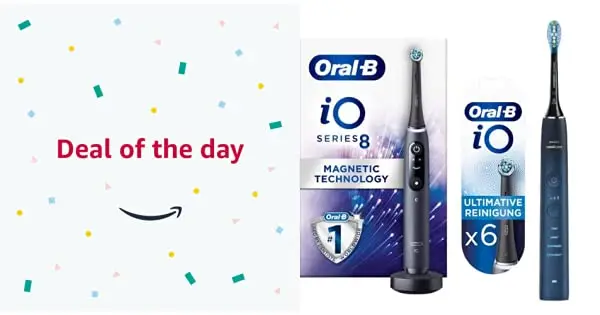 Deal of the day
Oral-B
iO
SERIES 8
MAGNETIC
TECHNOLOGY
Oral-B
#1
Oral-B
iO
ULTIMATIVE
REINIGUNG
x6